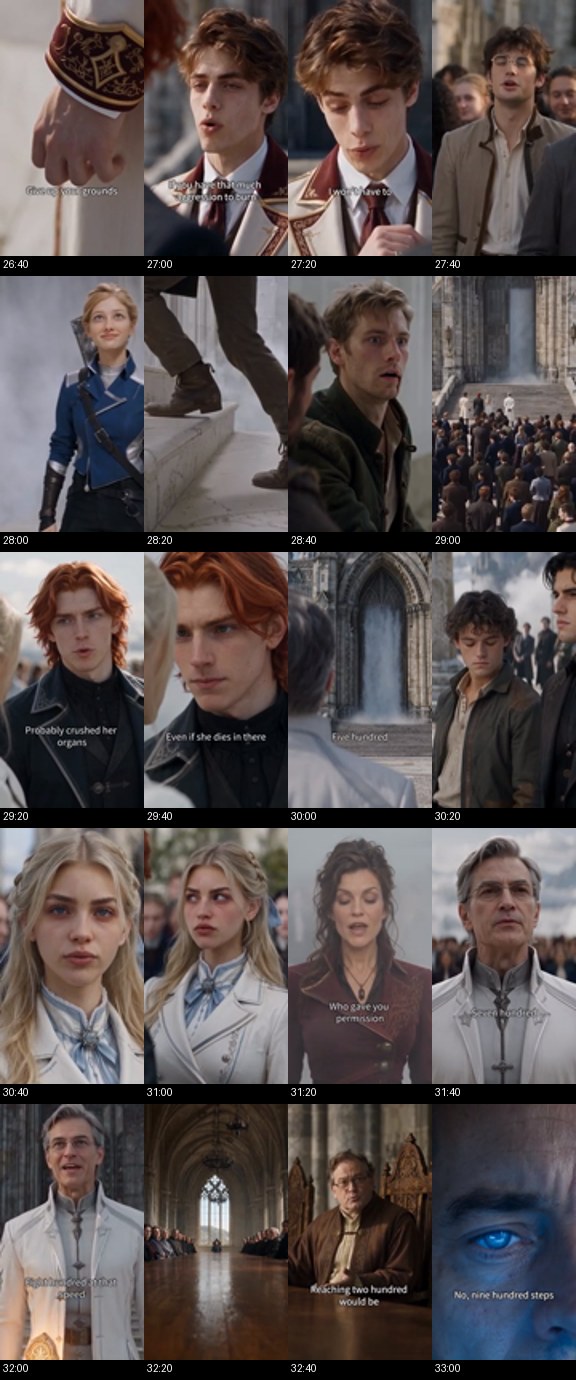 Give up your grounds
26:40
If you have that much
aggression to burn
27:00
I won't have to
27:20
27:40
28:00
28:20
28:40
29:00
Probably crushed her
organs
29:20
Even if she dies in there
29:40
Five hundred
30:00
30:20
30:40
31:00
Who gave you
permission
31:20
Seven hundred
31:40
Eight hundred at that
speed
32:00
32:20
Reaching two hundred
would be
32:40
No, nine hundred steps
33:00